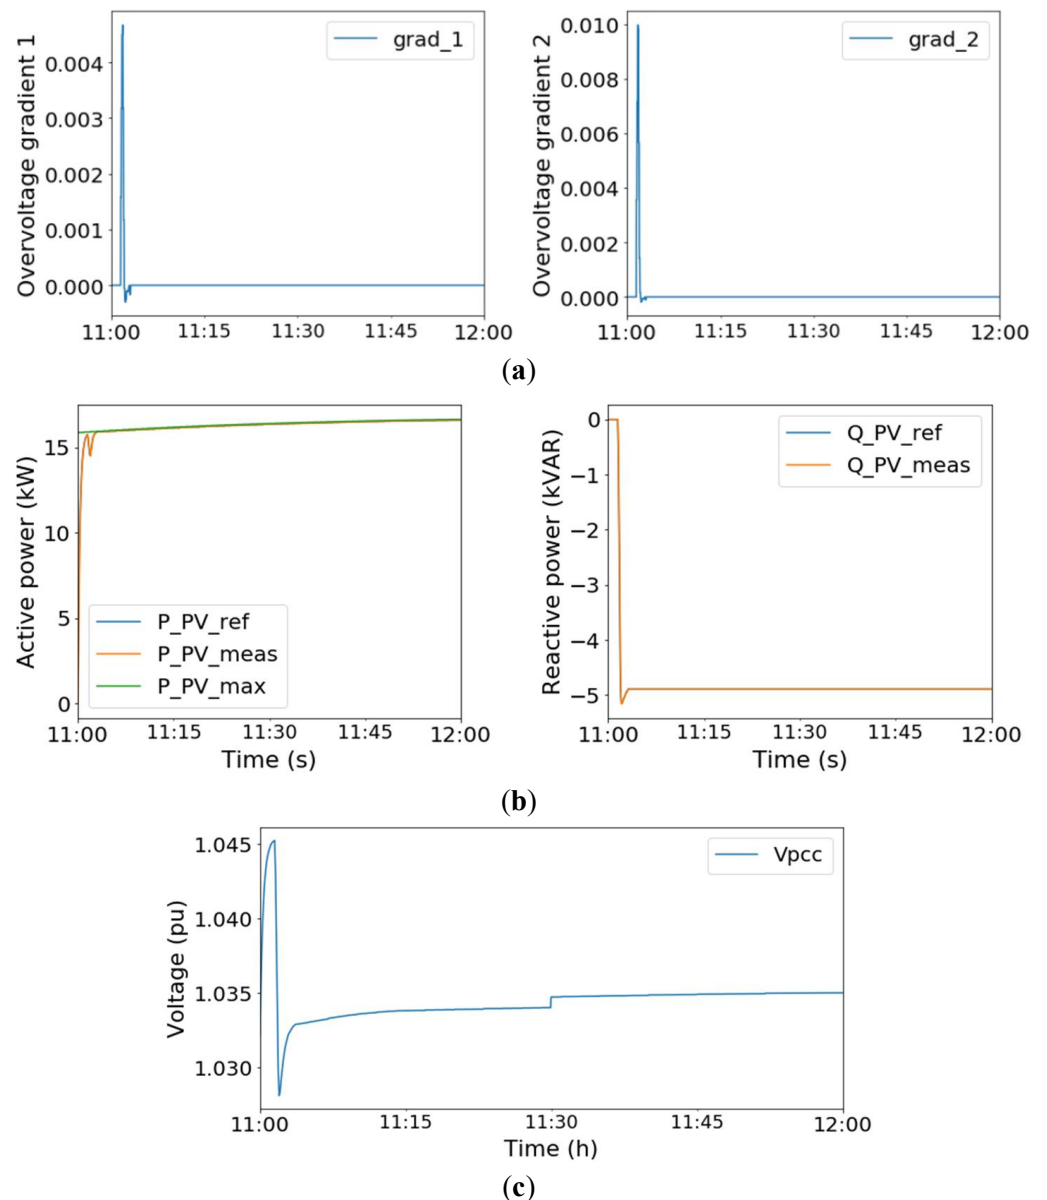 Overvoltage gradient 1
0.004
0.003
0.002
0.001
0.000
grad_1
11:00 11:15 11:30 11:45 12:00
Overvoltage gradient 2
0.010
0.008
0.006
0.004
0.002
0.000
grad_2
11:00 11:15 11:30 11:45 12:00
(a)
Active power (kW)
15
10
5
0
P_PV_ref
P_PV_meas
P_PV_max
11:00 11:15 11:30 11:45 12:00
Time (s)
Reactive power (kVAR)
0
−1
−2
−3
−4
−5
Q_PV_ref
Q_PV_meas
11:00 11:15 11:30 11:45 12:00
Time (s)
(b)
Voltage (pu)
1.045
1.040
1.035
1.030
Vpcc
11:00 11:15 11:30 11:45 12:00
Time (h)
(c)